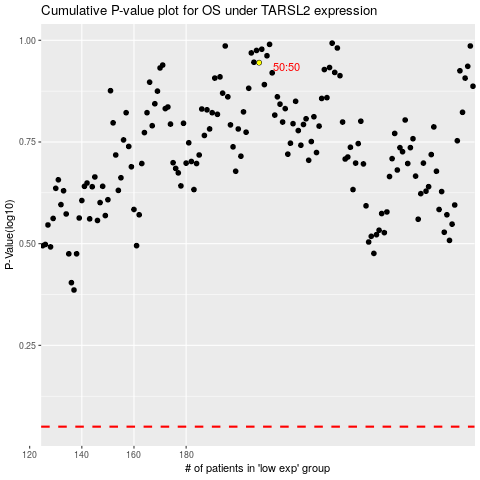 Cumulative P-value plot for OS under TARSL2 expression
1.00
50:50
0.75
P-Value(log10)
0.50
0.25
120 140 160 180
# of patients in 'low exp' group